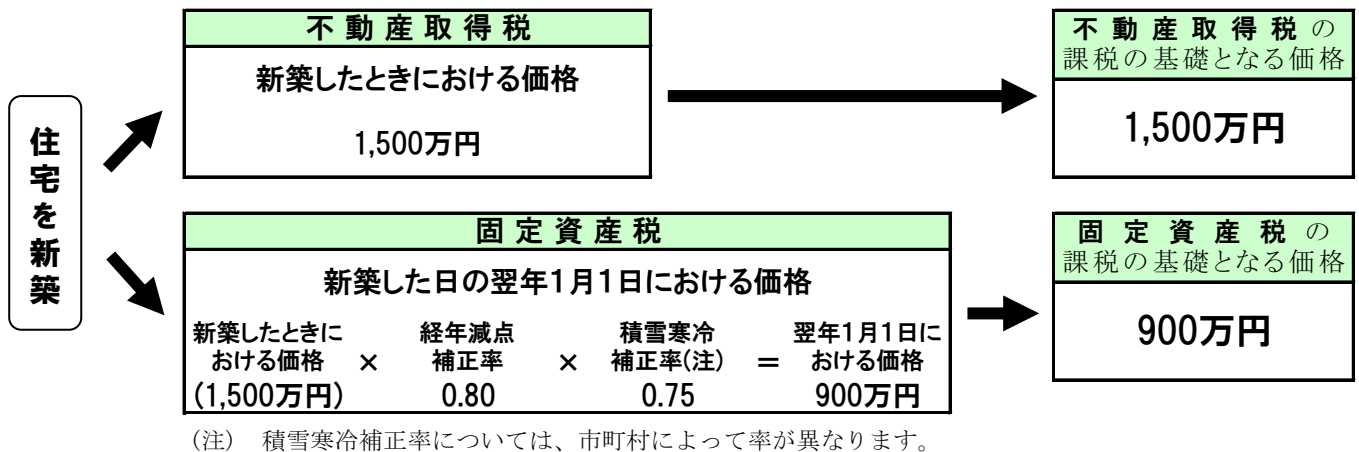 住宅を新築
不動産取得税
新築したときにおける価格
1,500万円
不動産取得税の
課税の基礎となる価格
1,500万円
固定資産税
新築した日の翌年1月1日における価格
新築したときに 経年減点 積雪寒冷 翌年1月1日に
おける価格 × 補正率 × 補正率(注) = おける価格
(1,500万円) 0.80 0.75 900万円
固定資産税の
課税の基礎となる価格
900万円
(注) 積雪寒冷補正率については、市町村によって率が異なります。